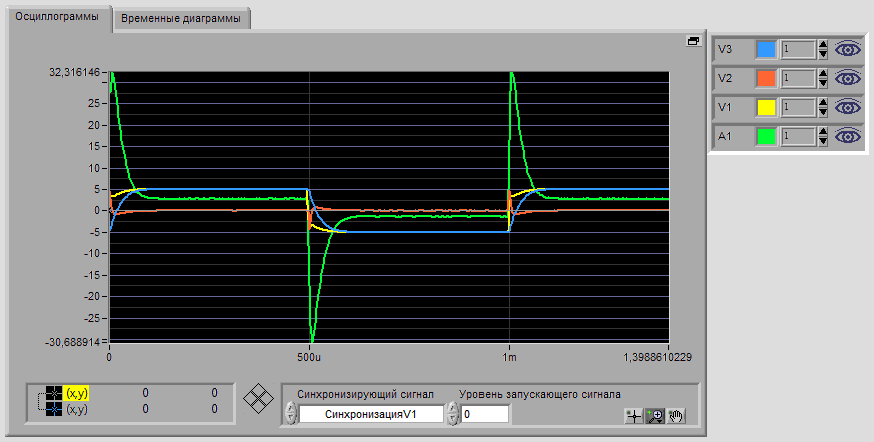 Осциллограммы
Временные диаграммы
32,316146
25
20
15
10
5
0
-5
-10
-15
-20
-25
-30,688914
0
500u
1m
1,3988610229
V3
1
V2
1
V1
1
A1
1
(x,y) 0 0
(x,y) 0 0
Синхронизирующий сигнал
СинхронизацияV1
Уровень запускающего сигнала
0